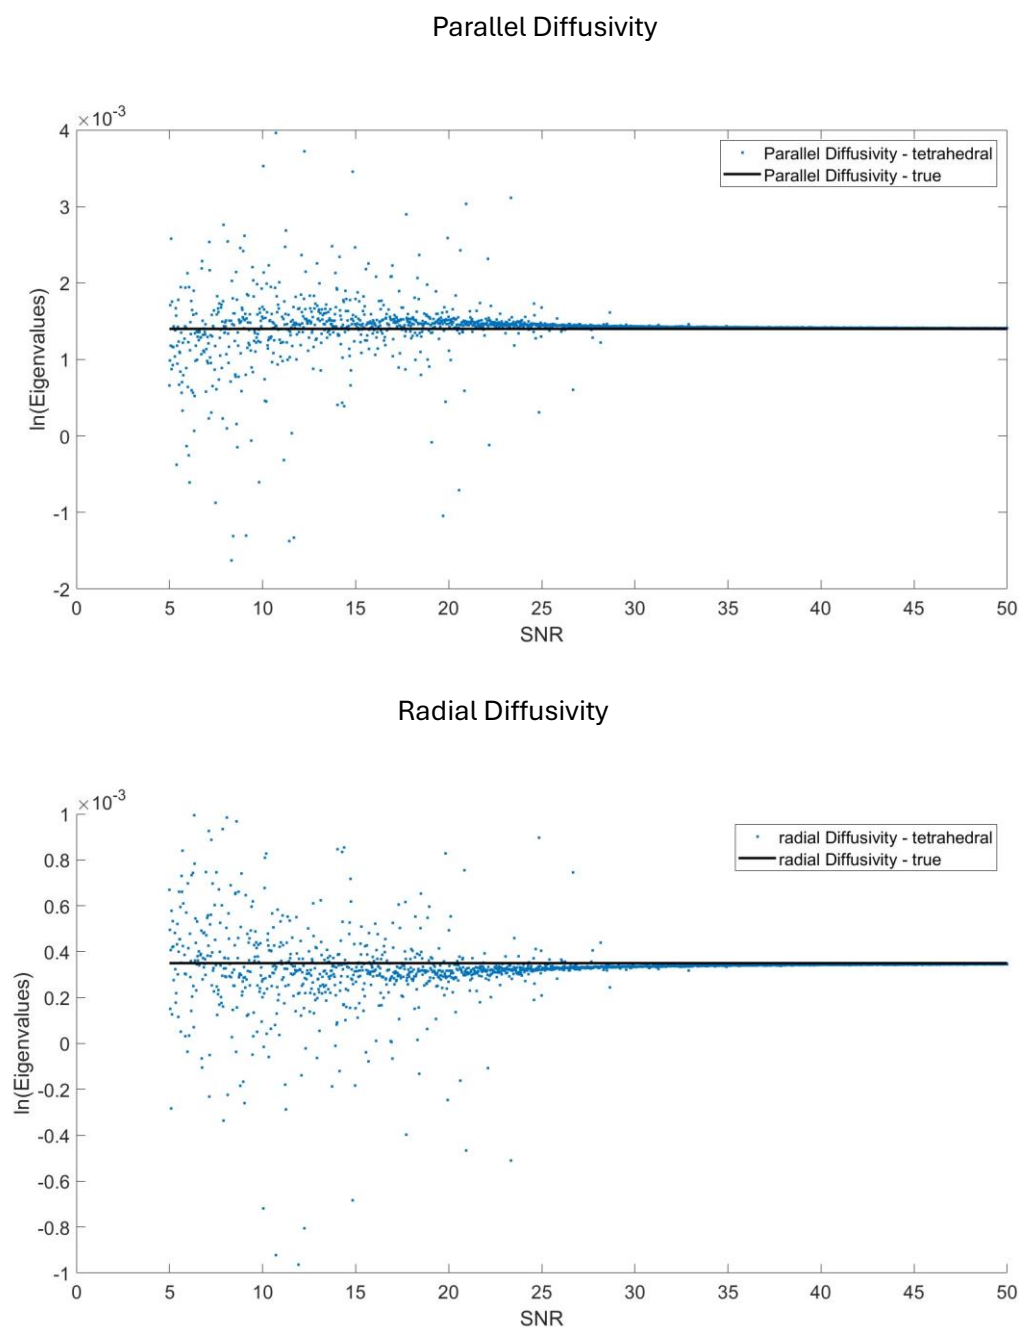 Parallel Diffusivity
×10-3
4
Parallel Diffusivity - tetrahedral
Parallel Diffusivity - true
3
2
1
0
-1
-2
ln(Eigenvalues)
0 5 10 15 20 25 30 35 40 45 50
SNR
Radial Diffusivity
×10-3
1
radial Diffusivity - tetrahedral
radial Diffusivity - true
0.8
0.6
0.4
0.2
0
-0.2
-0.4
-0.6
-0.8
-1
ln(Eigenvalues)
0 5 10 15 20 25 30 35 40 45 50
SNR